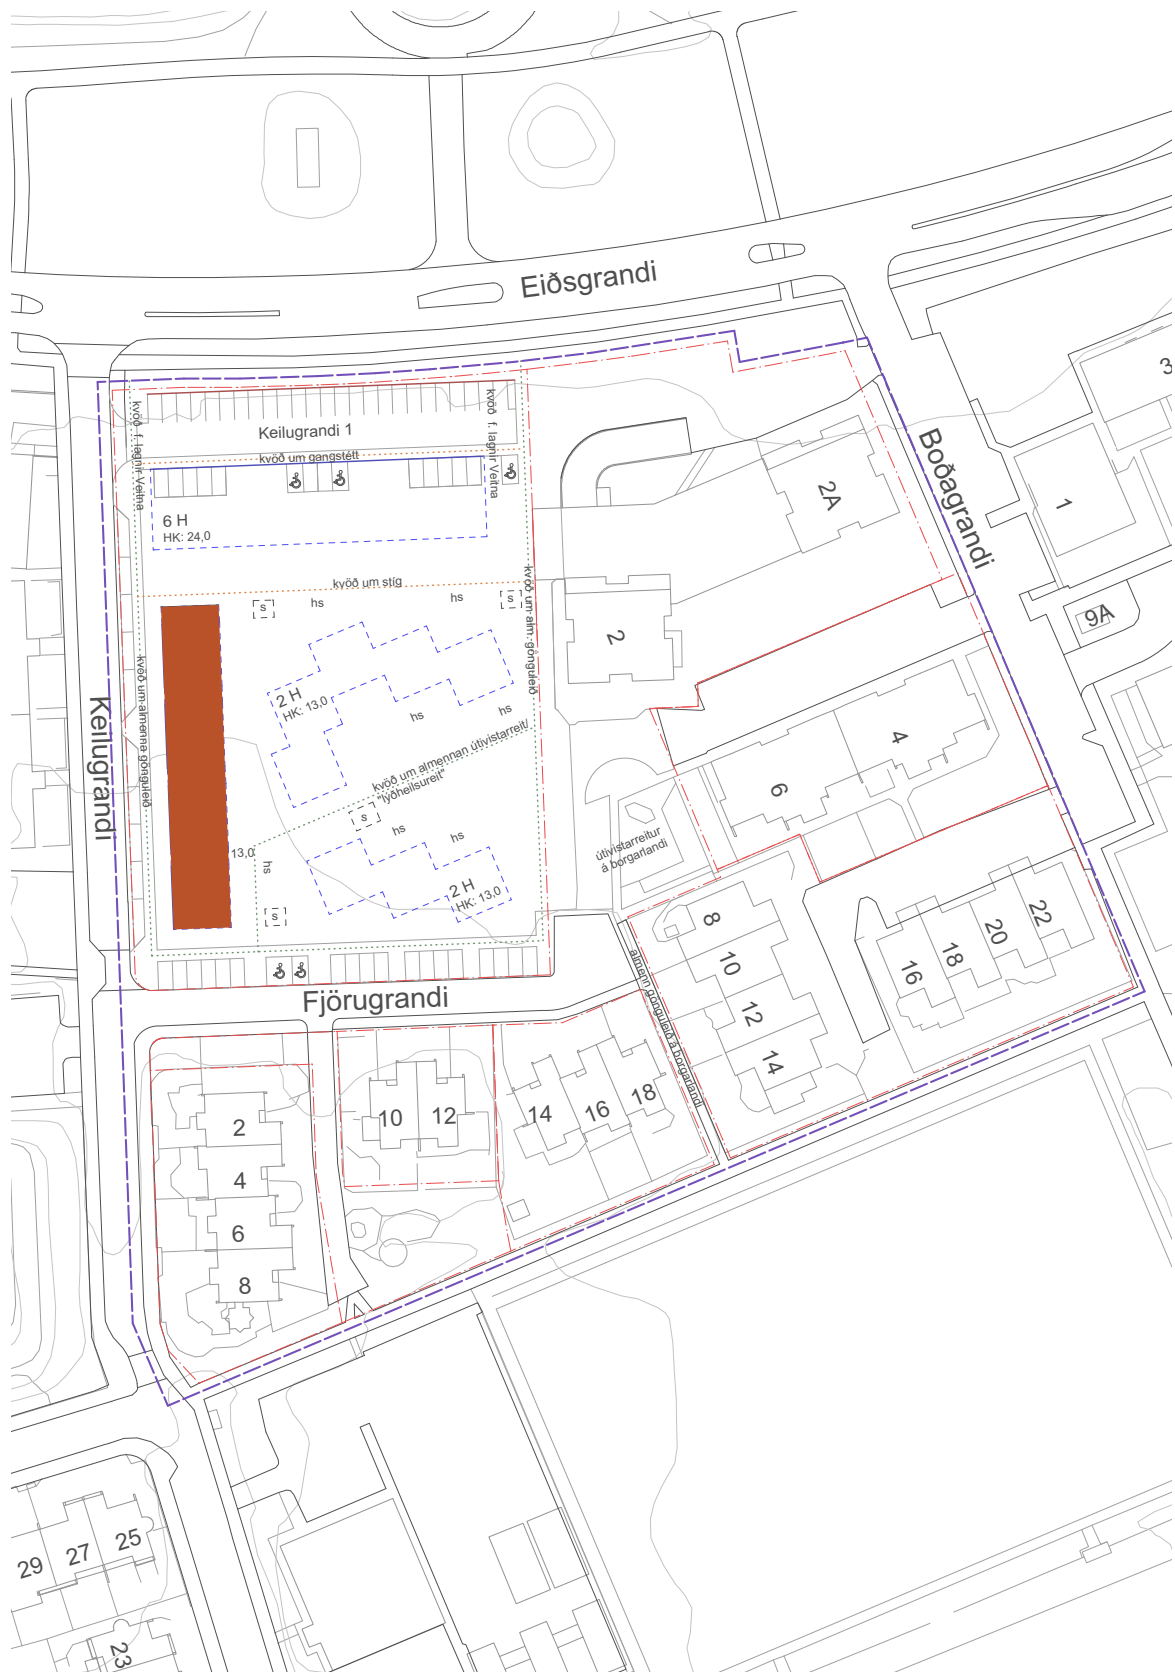 Eiðsgrandi
3
Keilugrandi 1
kvöð f. lagnir Veitna
kvöð f. lagnir Veitna
kvöð um gangstétt
6 H
HK: 24,0
2A
Boðagrandi
1
9A
kvöð um stíg
s
hs
hs
s
kvöð um alm. gönguleið
2
kvöð um almenna gönguleið
Keilugrandi
2 H
HK: 13,0
hs
hs
kvöð um almennan útivistarreit/
"lýðheilsureit"
s
hs
hs
13,0
hs
2 H
HK: 13,0
s
4
6
útivistarreitur
á borgarlandi
8
10
12
14
16
18
20
22
almenn gönguleið á borgarlandi
Fjörugrandi
2
4
6
8
10
12
14
16
18
29
27
25
23